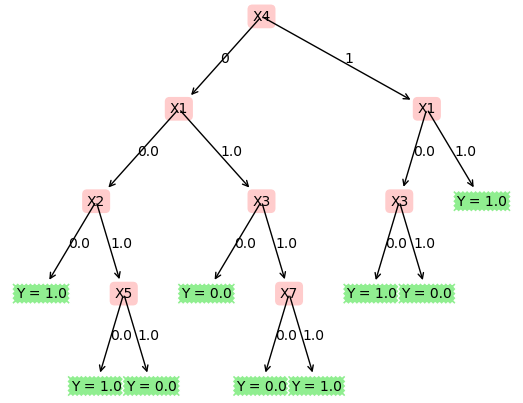 X4
0 1
X1 X1
0.0 1.0 0.0 1.0
X2 X3 X3 Y = 1.0
0.0 1.0 0.0 1.0 0.0 1.0
Y = 1.0 X5 Y = 0.0 X7 Y = 1.0 Y = 0.0
0.0 1.0 0.0 1.0
Y = 1.0 Y = 0.0 Y = 0.0 Y = 1.0